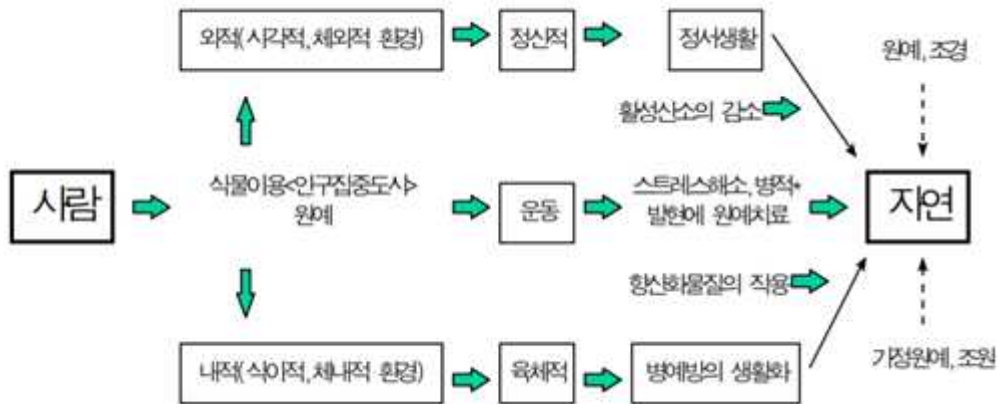 외적(시각적, 체외적 환경)
정신적
정서생활
원예, 조경
활성산소의 감소
사람
식물이용<인구집중도시>
원예
운동
스트레스해소, 병적*
발현에 원예치료
자연
항산화물질의 작용
내적(식이적, 체내적 환경)
육체적
병예방의 생활화
가정원예, 조원